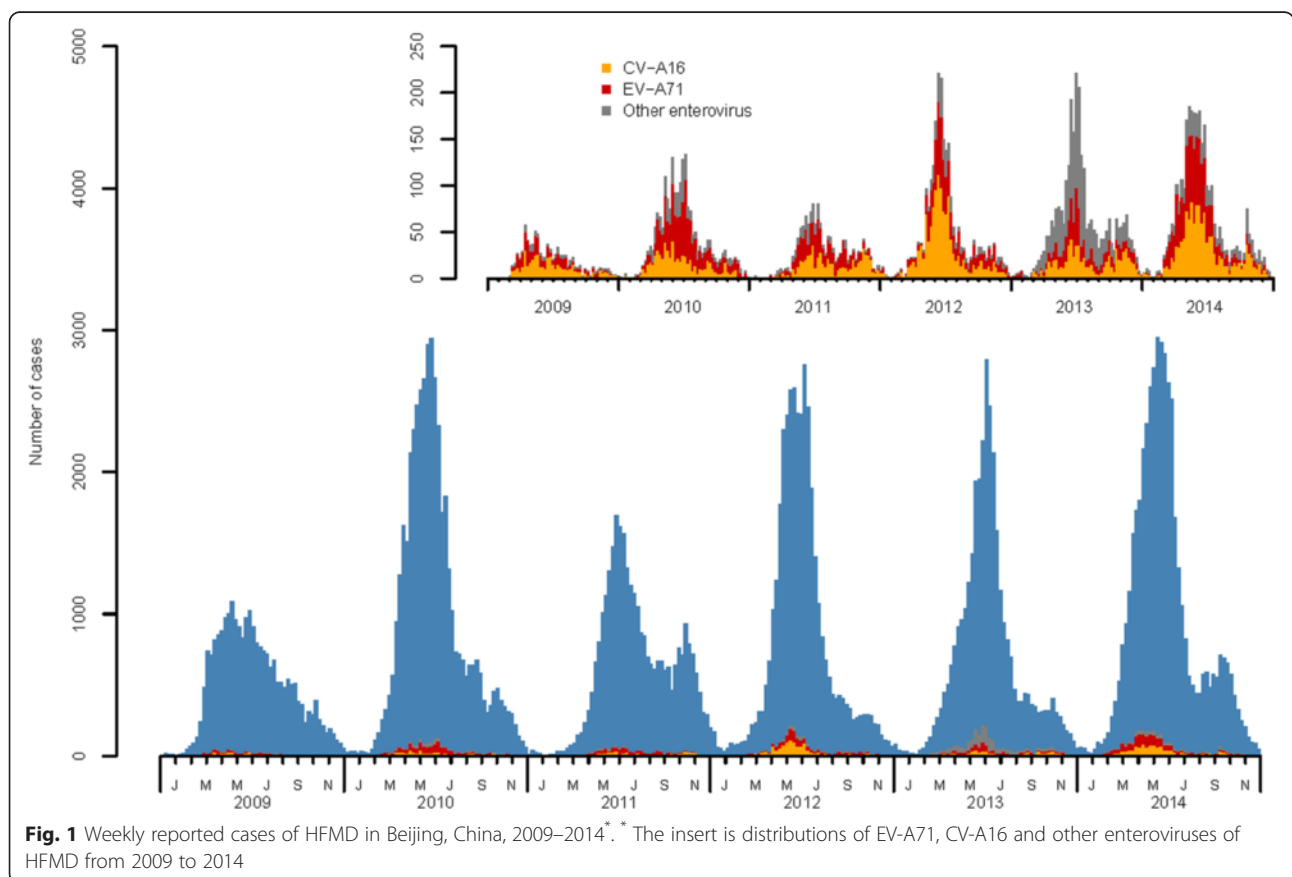 5000
4000
3000
2000
1000
0
Number of cases
250
200
150
100
50
0
CV-A16
EV-A71
Other enterovirus
2009 2010 2011 2012 2013 2014
J M M J S N J M M J S N J M M J S N J M M J S N J M M J S N J M M J S N
2009 2010 2011 2012 2013 2014
Fig. 1 Weekly reported cases of HFMD in Beijing, China, 2009–2014*. * The insert is distributions of EV-A71, CV-A16 and other enteroviruses of
HFMD from 2009 to 2014